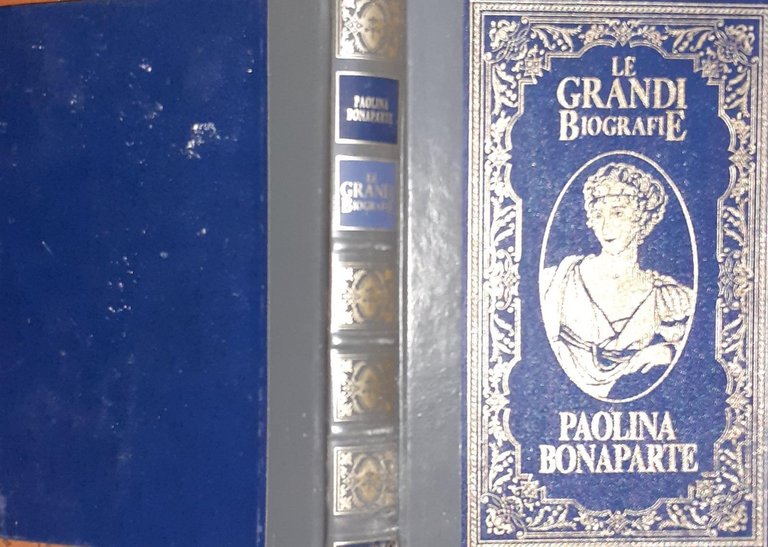 PAOLINA
BONAPARTE
LE
GRANDI
BIOGRAFIE
LE
GRANDI
BIOGRAFIE
PAOLINA
BONAPARTE